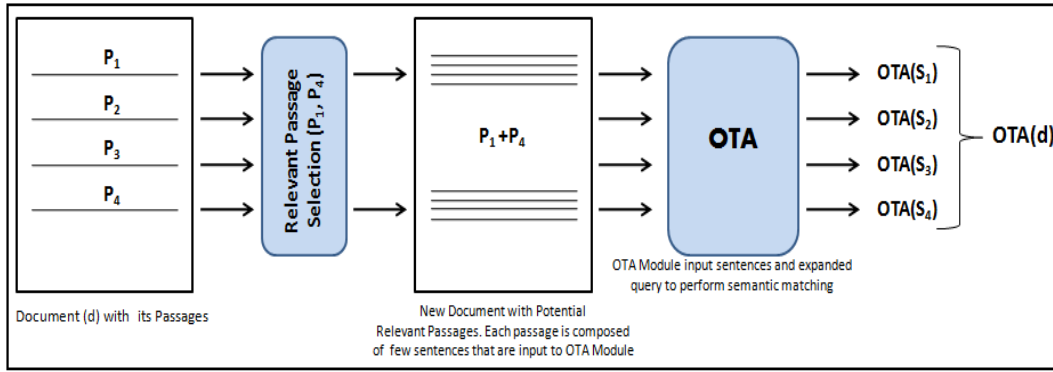 P1
P2
P3
P4
Document (d) with its Passages
Relevant Passage
Selection (P1, P4)
P1 +P4
New Document with Potential
Relevant Passages. Each passage is composed
of few sentences that are input to OTA Module
OTA
OTA Module input sentences and expanded
query to perform semantic matching
OTA(S1)
OTA(S2)
OTA(S3)
OTA(S4)
OTA(d)